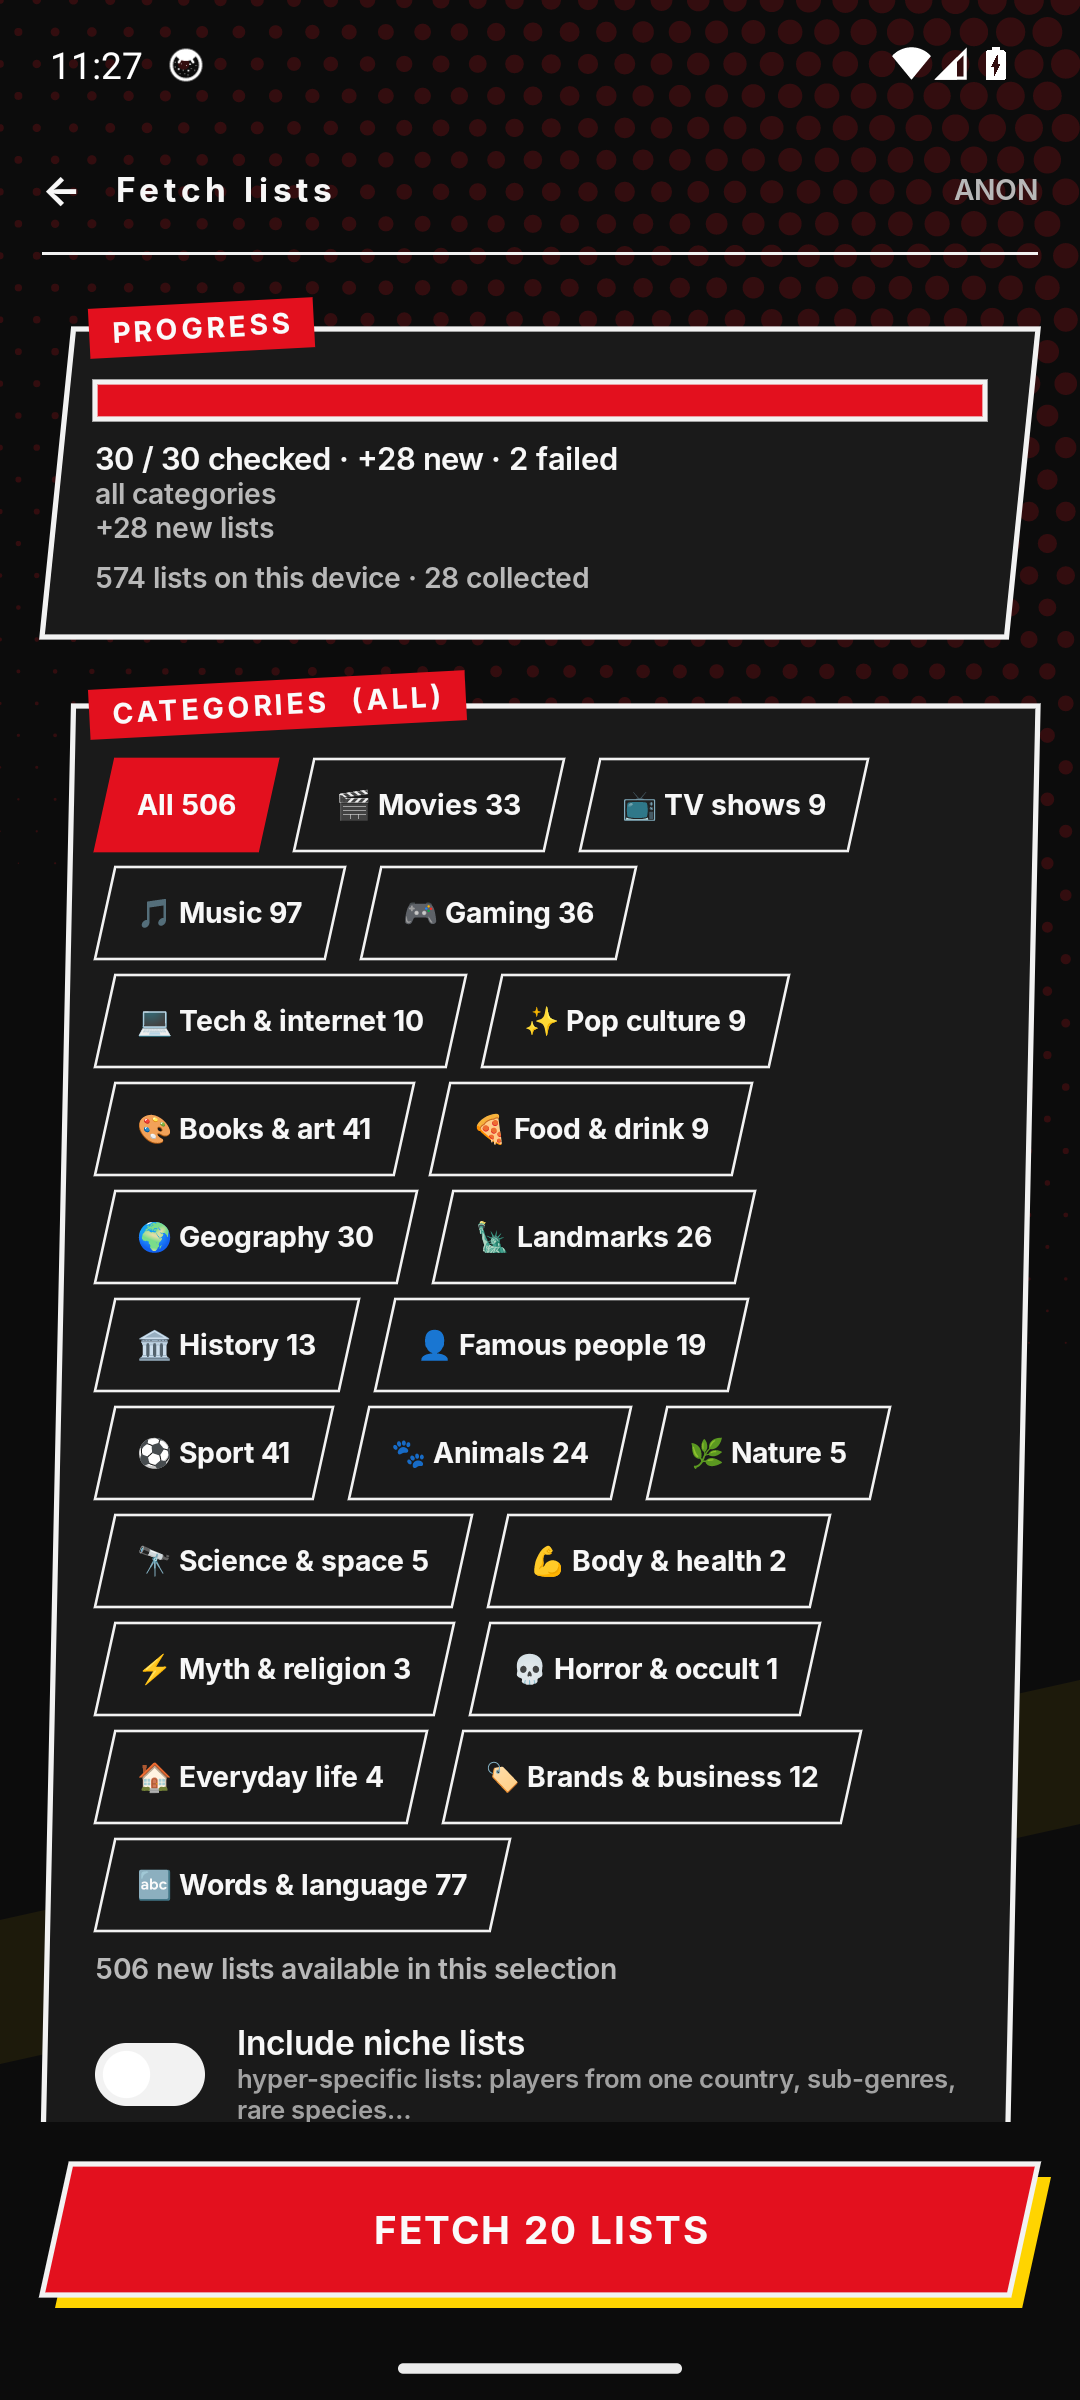 11:27
Fetch lists
ANON
PROGRESS
30 / 30 checked · +28 new · 2 failed
all categories
+28 new lists
574 lists on this device · 28 collected
CATEGORIES (ALL)
All 506
Movies 33
TV shows 9
Music 97
Gaming 36
Tech & internet 10
Pop culture 9
Books & art 41
Food & drink 9
Geography 30
Landmarks 26
History 13
Famous people 19
Sport 41
Animals 24
Nature 5
Science & space 5
Body & health 2
Myth & religion 3
Horror & occult 1
Everyday life 4
Brands & business 12
abc Words & language 77
506 new lists available in this selection
Include niche lists
hyper-specific lists: players from one country, sub-genres,
rare species...
FETCH 20 LISTS